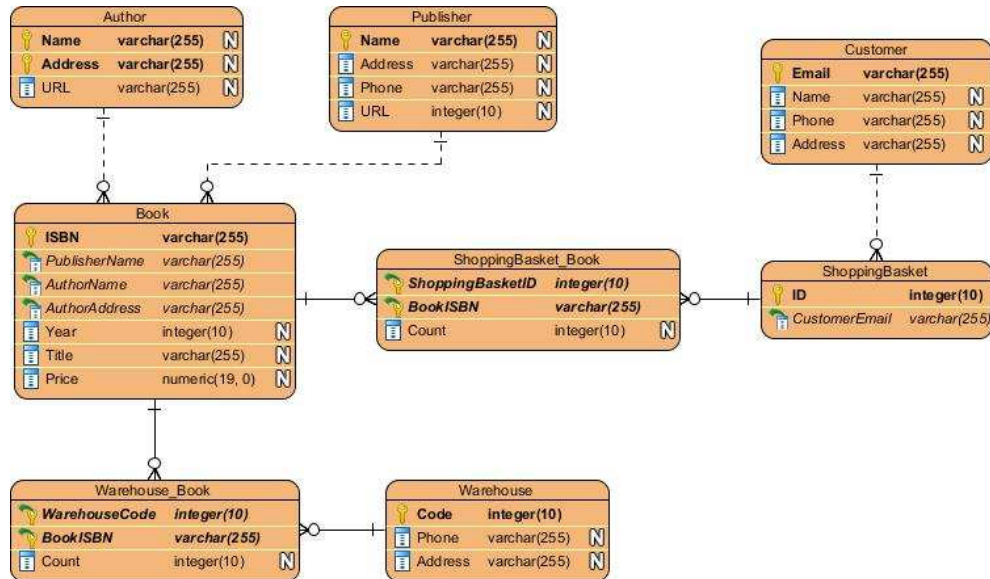 Author
Name varchar(255) N
Address varchar(255) N
URL varchar(255) N
Publisher
Name varchar(255) N
Address varchar(255) N
Phone varchar(255) N
URL integer(10) N
Customer
Email varchar(255)
Name varchar(255) N
Phone varchar(255) N
Address varchar(255) N
Book
ISBN varchar(255)
PublisherName varchar(255)
AuthorName varchar(255)
AuthorAddress varchar(255)
Year integer(10) N
Title varchar(255) N
Price numeric(19, 0) N
ShoppingBasket_Book
ShoppingBasketID integer(10)
BookISBN varchar(255)
Count integer(10) N
ShoppingBasket
ID integer(10)
CustomerEmail varchar(255)
Warehouse_Book
WarehouseCode integer(10)
BookISBN varchar(255)
Count integer(10) N
Warehouse
Code integer(10)
Phone varchar(255) N
Address varchar(255) N